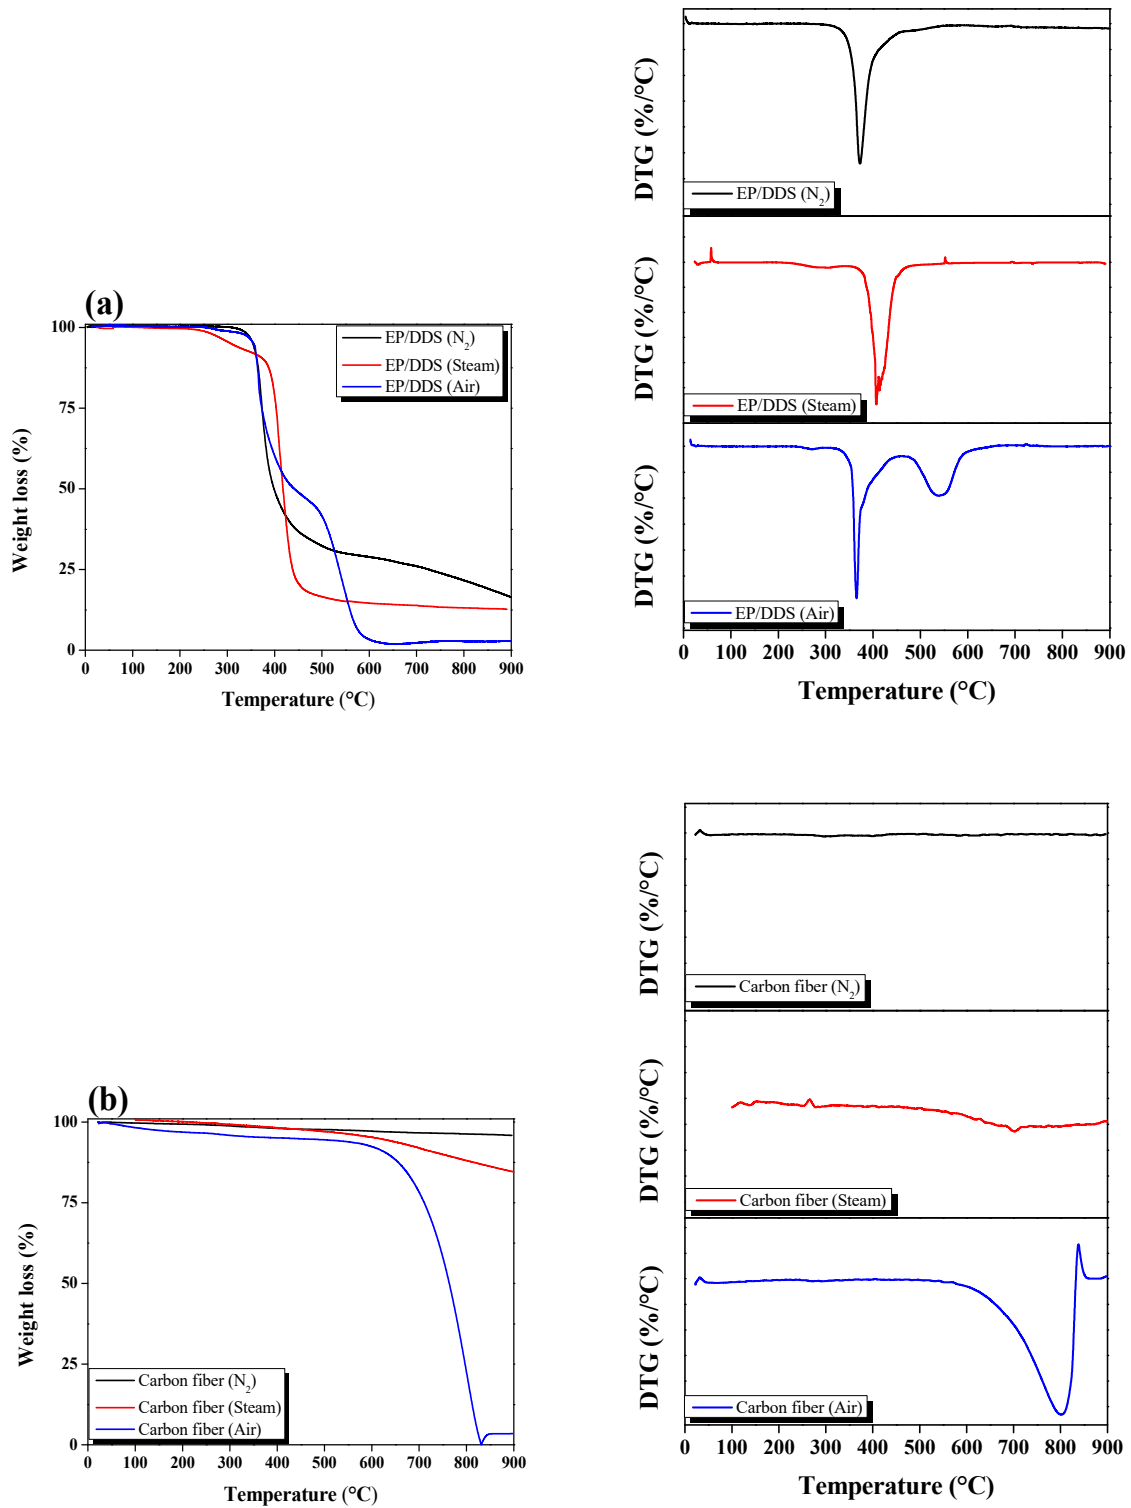 (a)
Weight loss (%)
100
75
50
25
0
EP/DDS (N2)
EP/DDS (Steam)
EP/DDS (Air)
0 100 200 300 400 500 600 700 800 900
Temperature (°C)
DTG (%/°C)
EP/DDS (N2)
DTG (%/°C)
EP/DDS (Steam)
DTG (%/°C)
EP/DDS (Air)
0 100 200 300 400 500 600 700 800 900
Temperature (°C)
(b)
Weight loss (%)
100
75
50
25
0
Carbon fiber (N2)
Carbon fiber (Steam)
Carbon fiber (Air)
0 100 200 300 400 500 600 700 800 900
Temperature (°C)
DTG (%/°C)
Carbon fiber (N2)
DTG (%/°C)
Carbon fiber (Steam)
DTG (%/°C)
Carbon fiber (Air)
0 100 200 300 400 500 600 700 800 900
Temperature (°C)